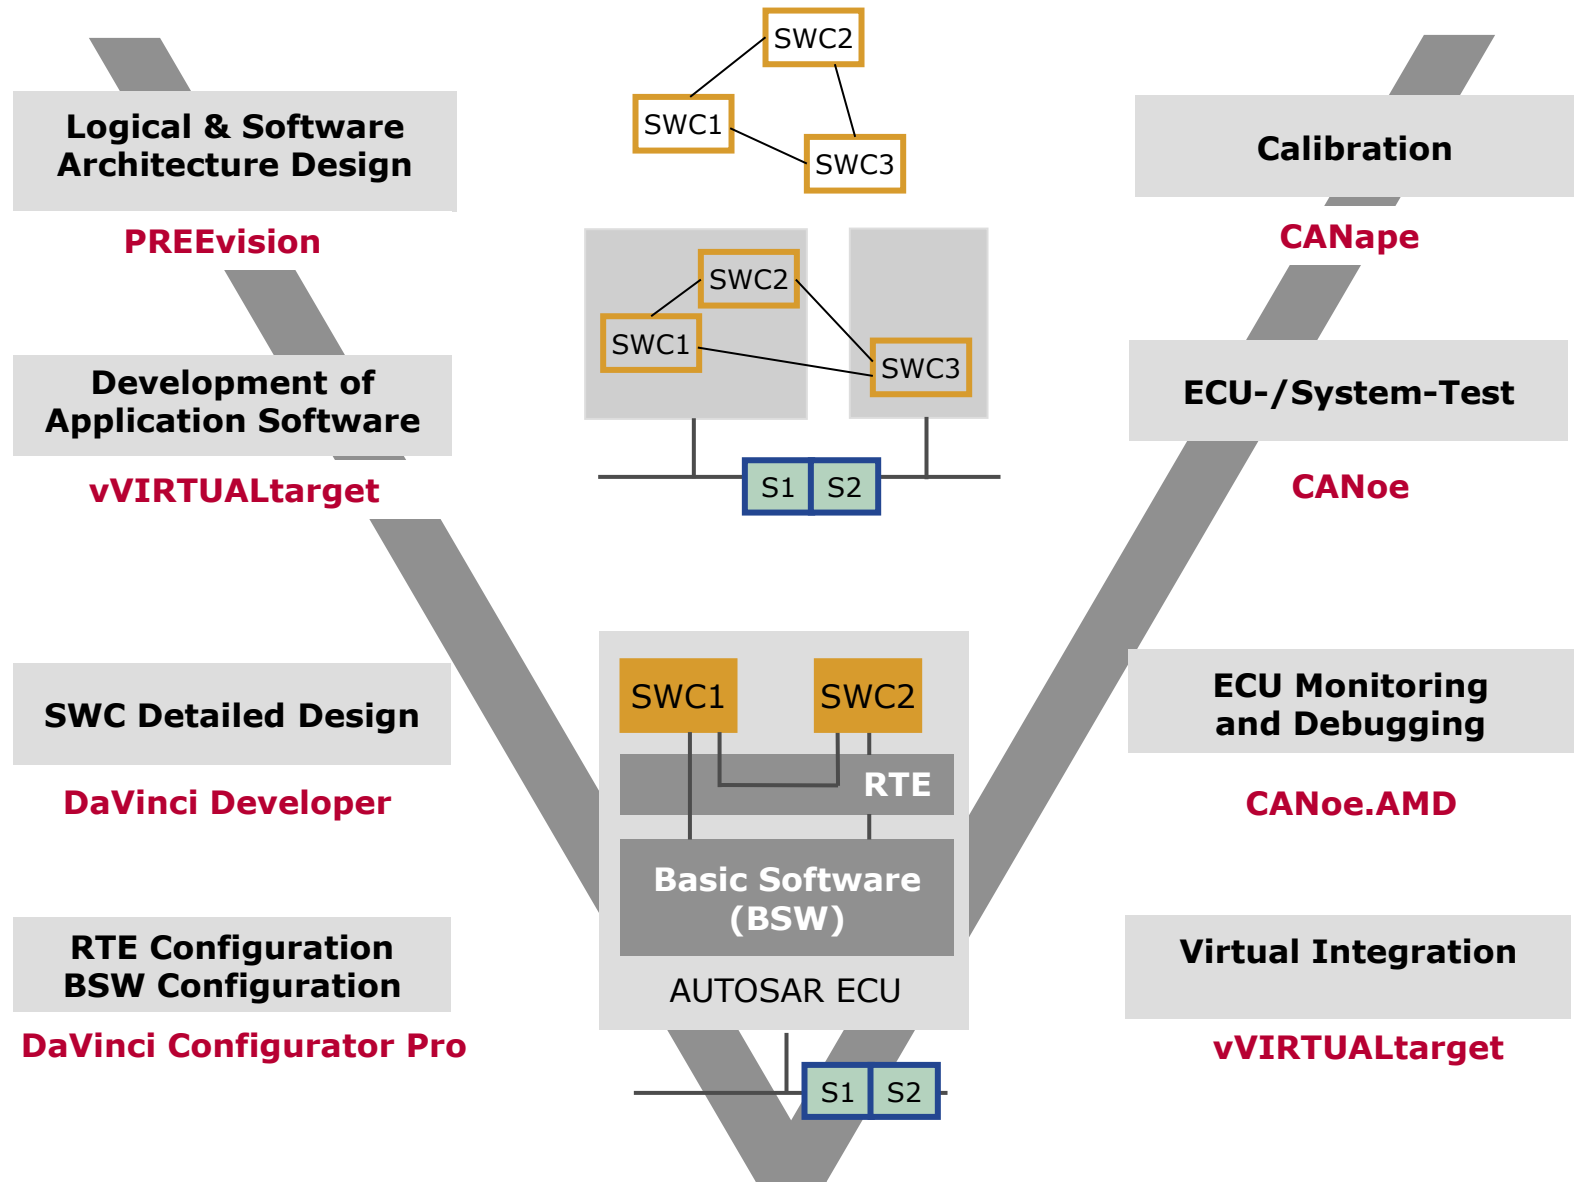 Logical & Software
Architecture Design
PREEvision
Development of
Application Software
vVIRTUALtarget
SWC Detailed Design
DaVinci Developer
RTE Configuration
BSW Configuration
DaVinci Configurator Pro
SWC2
SWC1
SWC3
SWC2
SWC1
SWC3
S1 S2
SWC1 SWC2
RTE
Basic Software
(BSW)
AUTOSAR ECU
S1 S2
Calibration
CANape
ECU-/System-Test
CANoe
ECU Monitoring
and Debugging
CANoe.AMD
Virtual Integration
vVIRTUALtarget